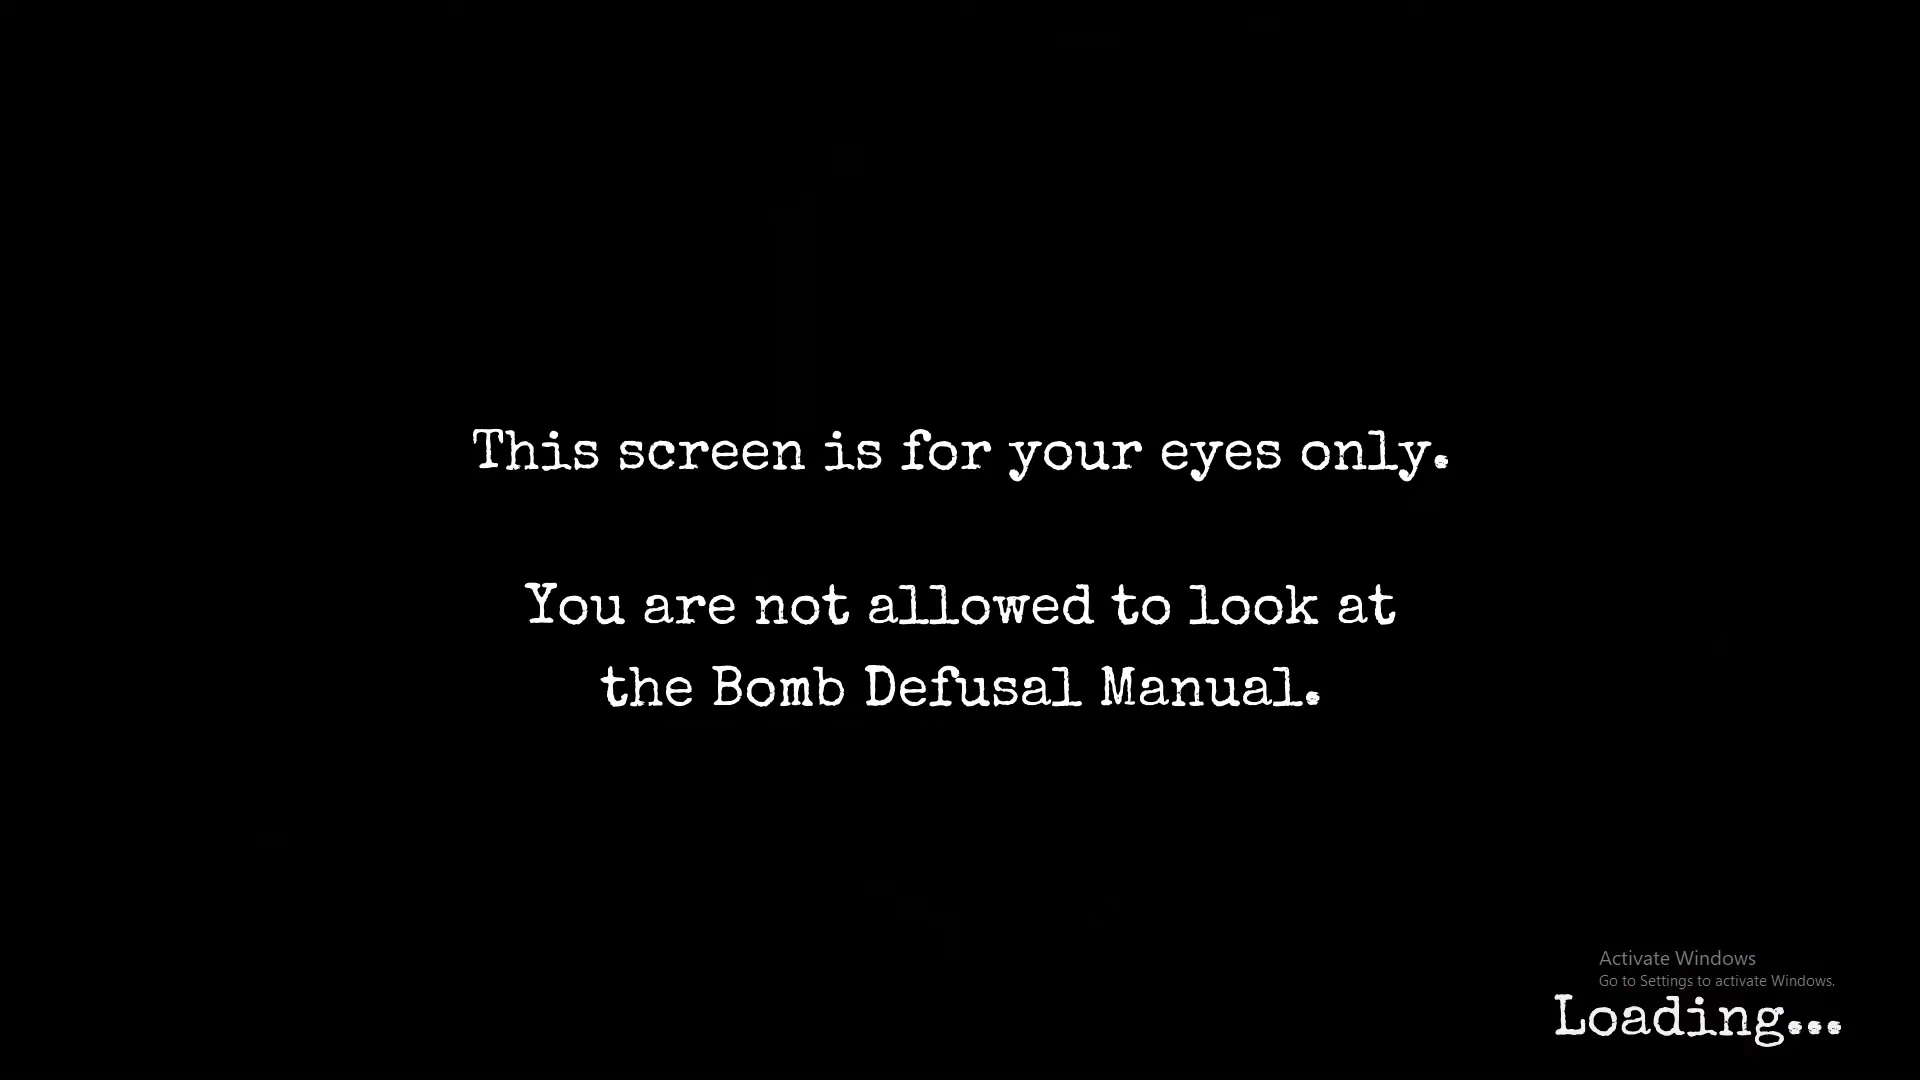 This screen is for your eyes only.
You are not allowed to look at
the Bomb Defusal Manual.
Activate Windows
Go to Settings to activate Windows.
Loading...